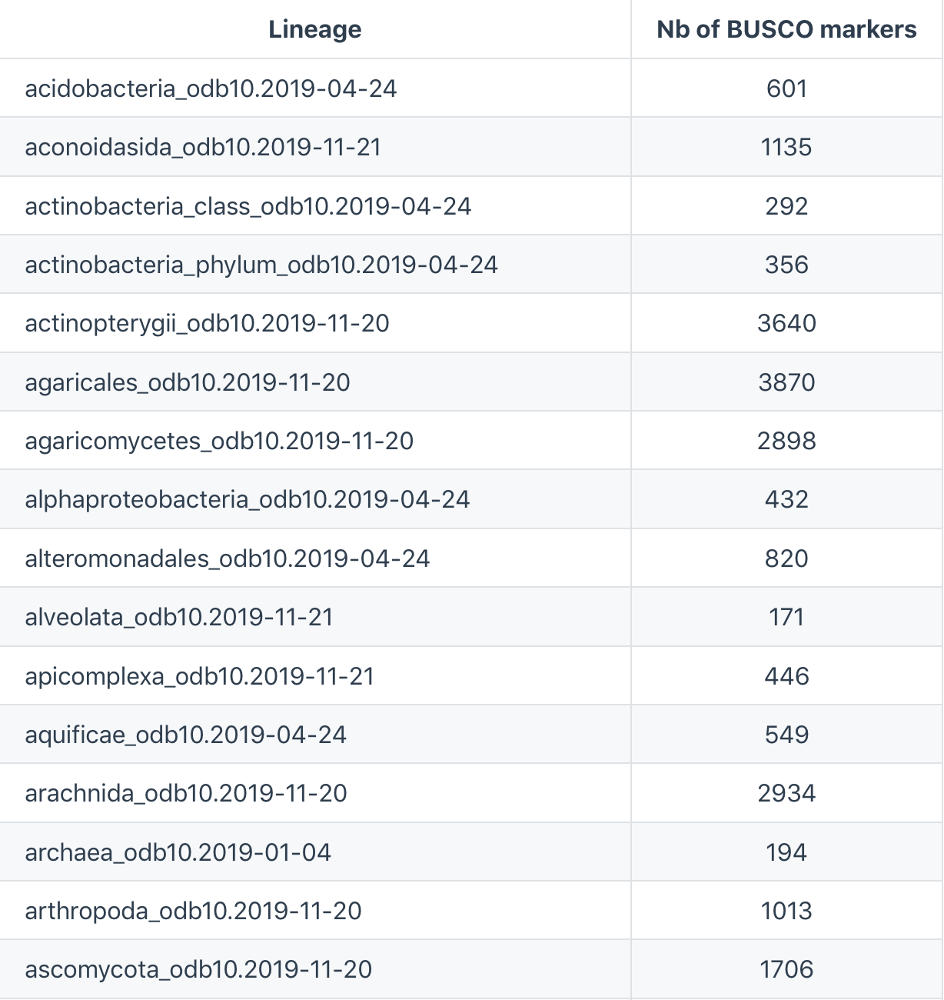 Lineage Nb of BUSCO markers
acidobacteria_odb10.2019-04-24 601
aconoidasida_odb10.2019-11-21 1135
actinobacteria_class_odb10.2019-04-24 292
actinobacteria_phylum_odb10.2019-04-24 356
actinopterygii_odb10.2019-11-20 3640
agaricales_odb10.2019-11-20 3870
agaricomycetes_odb10.2019-11-20 2898
alphaproteobacteria_odb10.2019-04-24 432
alteromonadales_odb10.2019-04-24 820
alveolata_odb10.2019-11-21 171
apicomplexa_odb10.2019-11-21 446
aquificae_odb10.2019-04-24 549
arachnida_odb10.2019-11-20 2934
archaea_odb10.2019-01-04 194
arthropoda_odb10.2019-11-20 1013
ascomycota_odb10.2019-11-20 1706